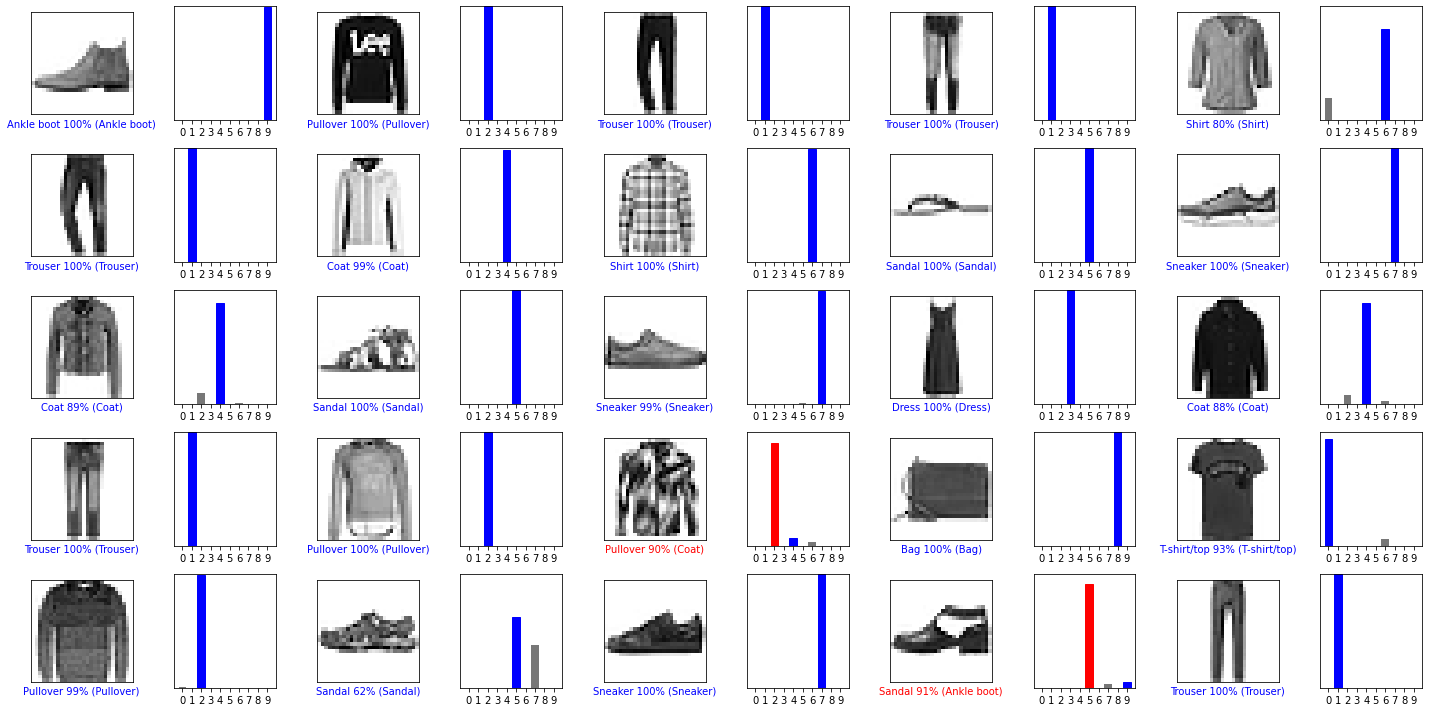 Lee
0 1 2 3 4 5 6 7 8 9
0 1 2 3 4 5 6 7 8 9
0 1 2 3 4 5 6 7 8 9
0 1 2 3 4 5 6 7 8 9
0 1 2 3 4 5 6 7 8 9
Ankle boot 100% (Ankle boot)
Pullover 100% (Pullover)
Trouser 100% (Trouser)
Trouser 100% (Trouser)
Shirt 80% (Shirt)
0 1 2 3 4 5 6 7 8 9
0 1 2 3 4 5 6 7 8 9
0 1 2 3 4 5 6 7 8 9
0 1 2 3 4 5 6 7 8 9
0 1 2 3 4 5 6 7 8 9
Trouser 100% (Trouser)
Coat 99% (Coat)
Shirt 100% (Shirt)
Sandal 100% (Sandal)
Sneaker 100% (Sneaker)
0 1 2 3 4 5 6 7 8 9
0 1 2 3 4 5 6 7 8 9
0 1 2 3 4 5 6 7 8 9
0 1 2 3 4 5 6 7 8 9
0 1 2 3 4 5 6 7 8 9
Coat 89% (Coat)
Sandal 100% (Sandal)
Sneaker 99% (Sneaker)
Dress 100% (Dress)
Coat 88% (Coat)
0 1 2 3 4 5 6 7 8 9
0 1 2 3 4 5 6 7 8 9
0 1 2 3 4 5 6 7 8 9
0 1 2 3 4 5 6 7 8 9
0 1 2 3 4 5 6 7 8 9
Trouser 100% (Trouser)
Pullover 100% (Pullover)
Pullover 90% (Coat)
Bag 100% (Bag)
T-shirt/top 93% (T-shirt/top)
0 1 2 3 4 5 6 7 8 9
0 1 2 3 4 5 6 7 8 9
0 1 2 3 4 5 6 7 8 9
0 1 2 3 4 5 6 7 8 9
0 1 2 3 4 5 6 7 8 9
Pullover 99% (Pullover)
Sandal 62% (Sandal)
Sneaker 100% (Sneaker)
Sandal 91% (Ankle boot)
Trouser 100% (Trouser)